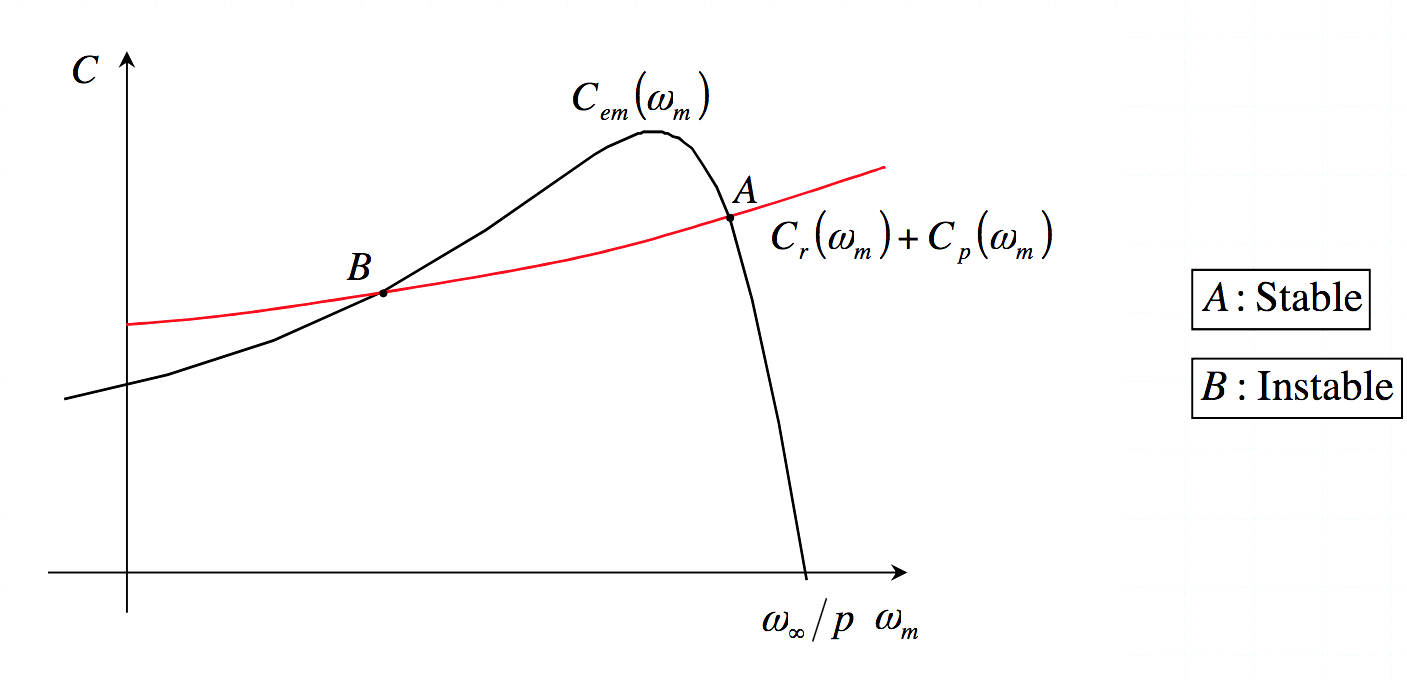 C
C_em(ω_m)
A
C_r(ω_m) + C_p(ω_m)
B
A : Stable
B : Instable
ω_∞/p ω_m